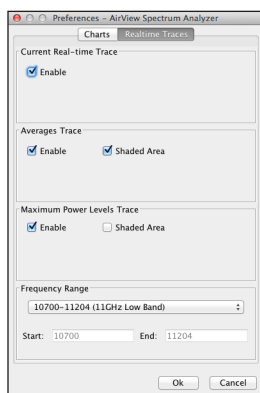 Preferences – AirView Spectrum Analyzer
Charts Realtime Traces
Current Real-time Trace
Enable
Averages Trace
Enable Shaded Area
Maximum Power Levels Trace
Enable Shaded Area
Frequency Range
10700-11204 (11GHz Low Band)
Start: 10700 End: 11204
Ok Cancel